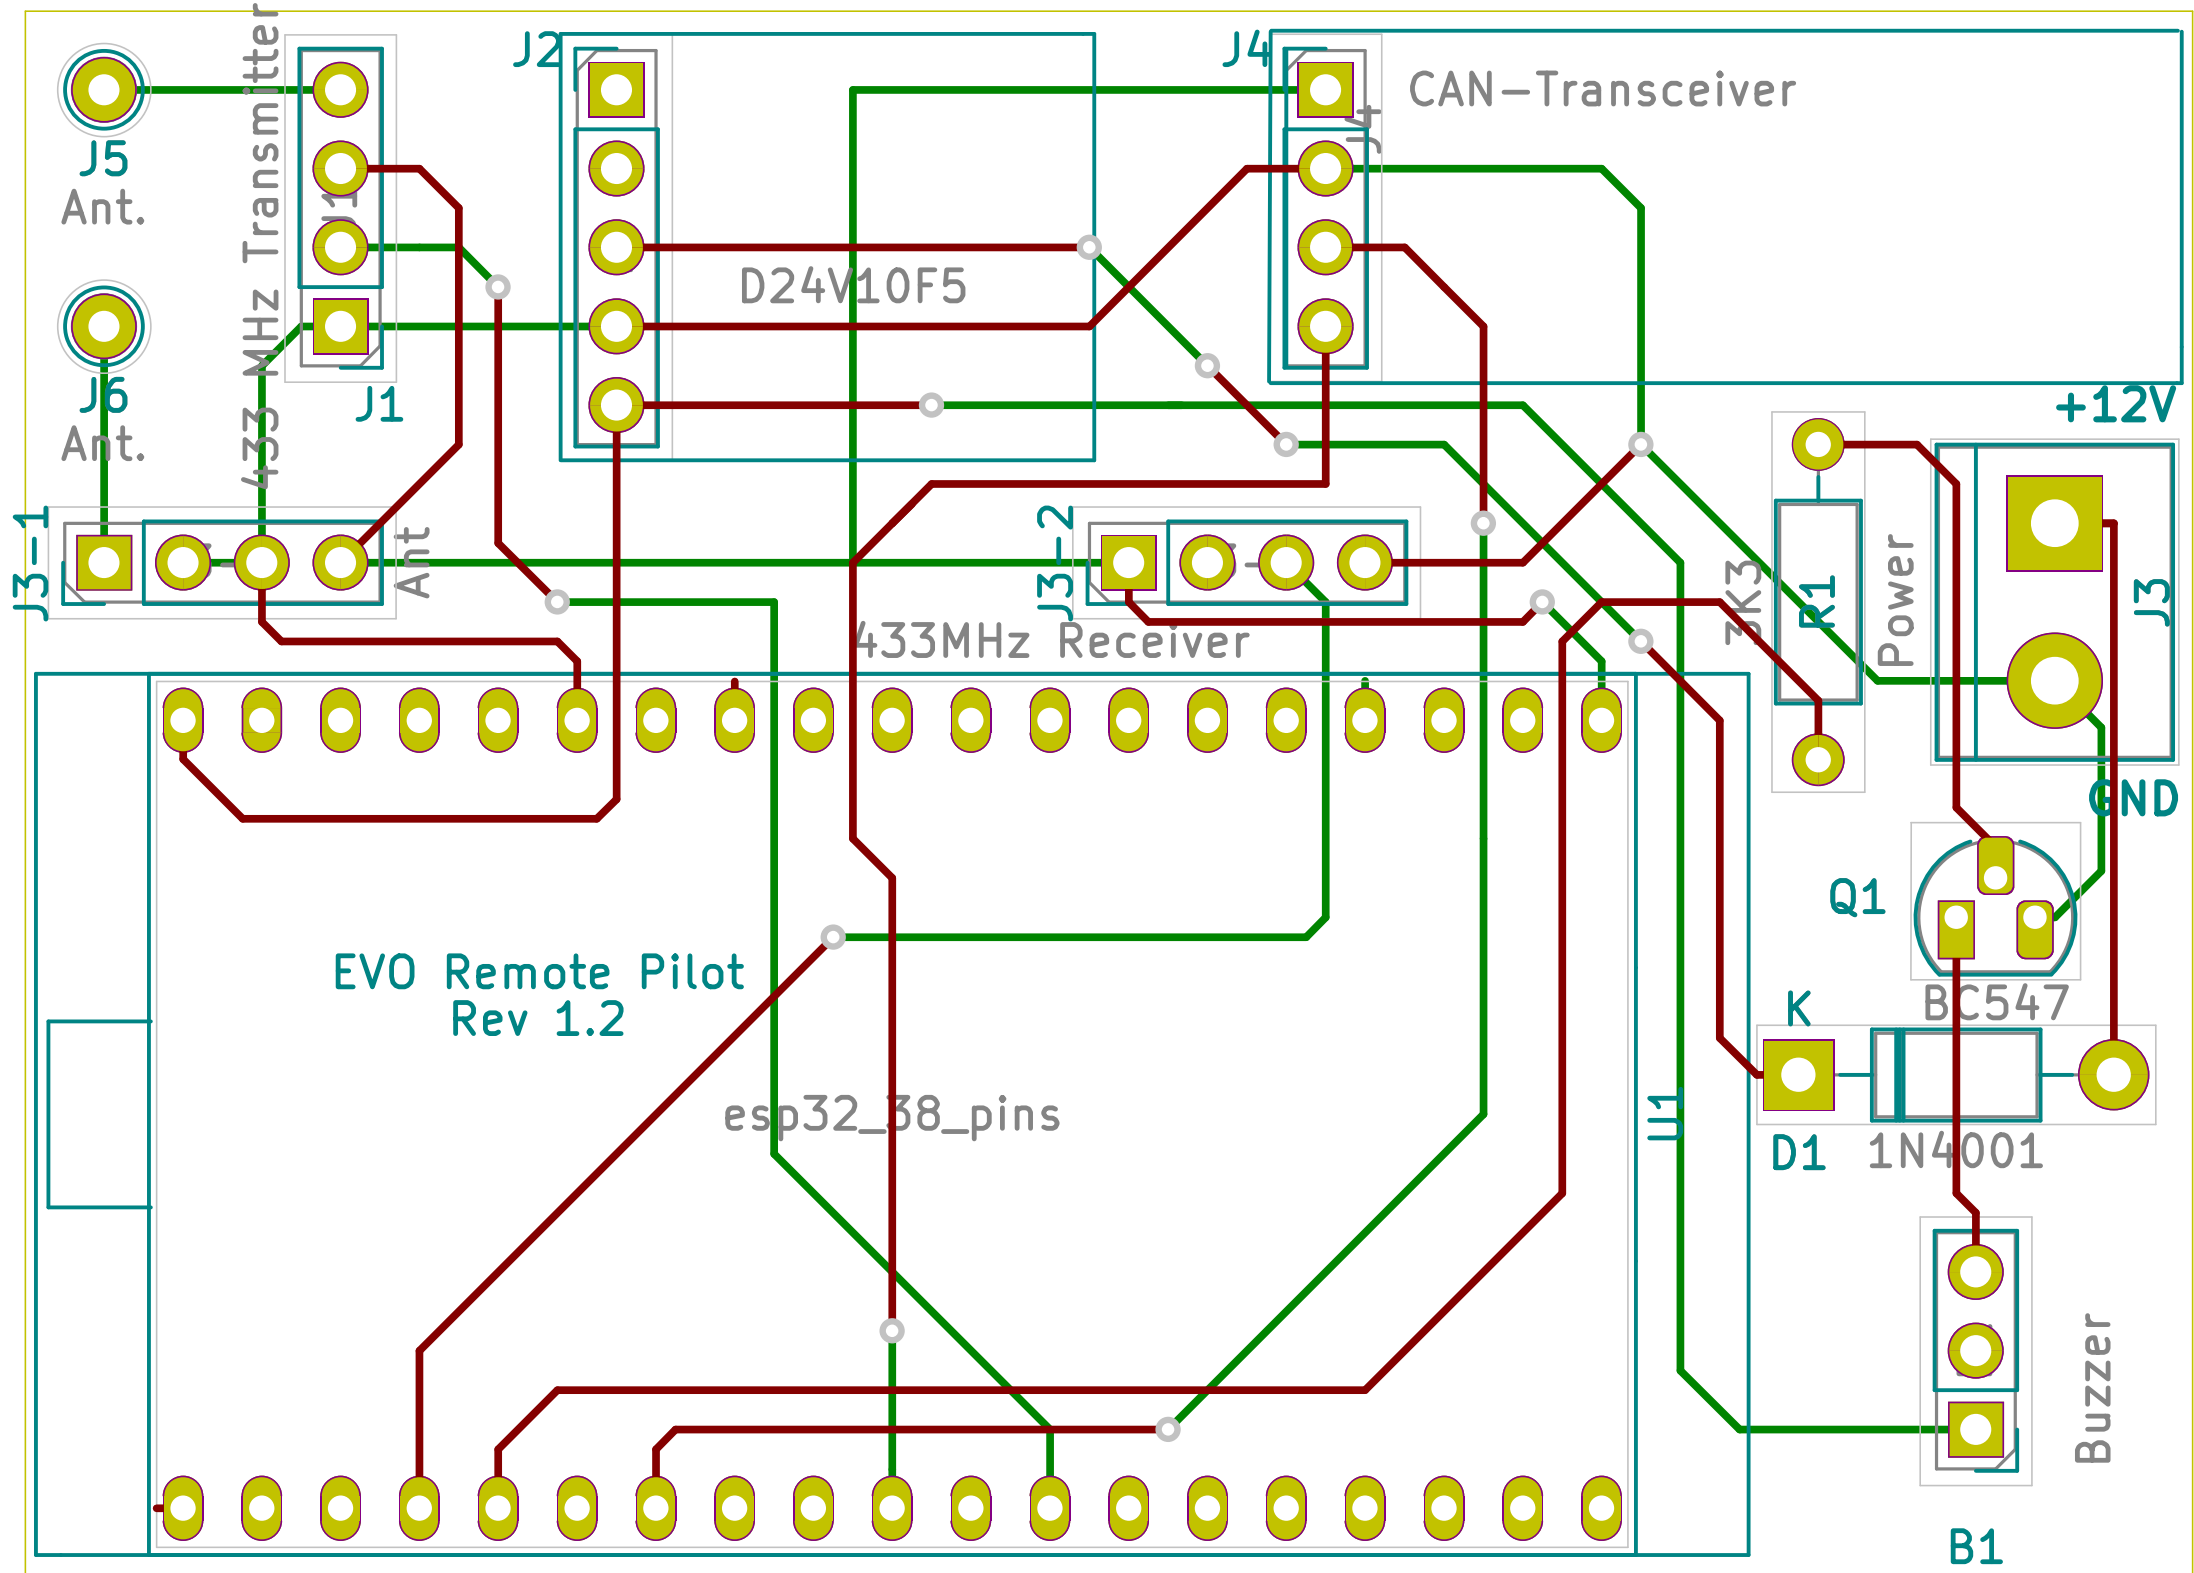 J5
Ant.
J6
Ant.
433 MHz Transmitter
J1
J1
J2
D24V10F5
J4
J4
CAN-Transceiver
+12V
J3-1
Ant
J3-2
433MHz Receiver
3K3
R1
Power
J3
GND
Q1
BC547
EVO Remote Pilot
Rev 1.2
K
esp32_38_pins
U1
D1
1N4001
Buzzer
B1